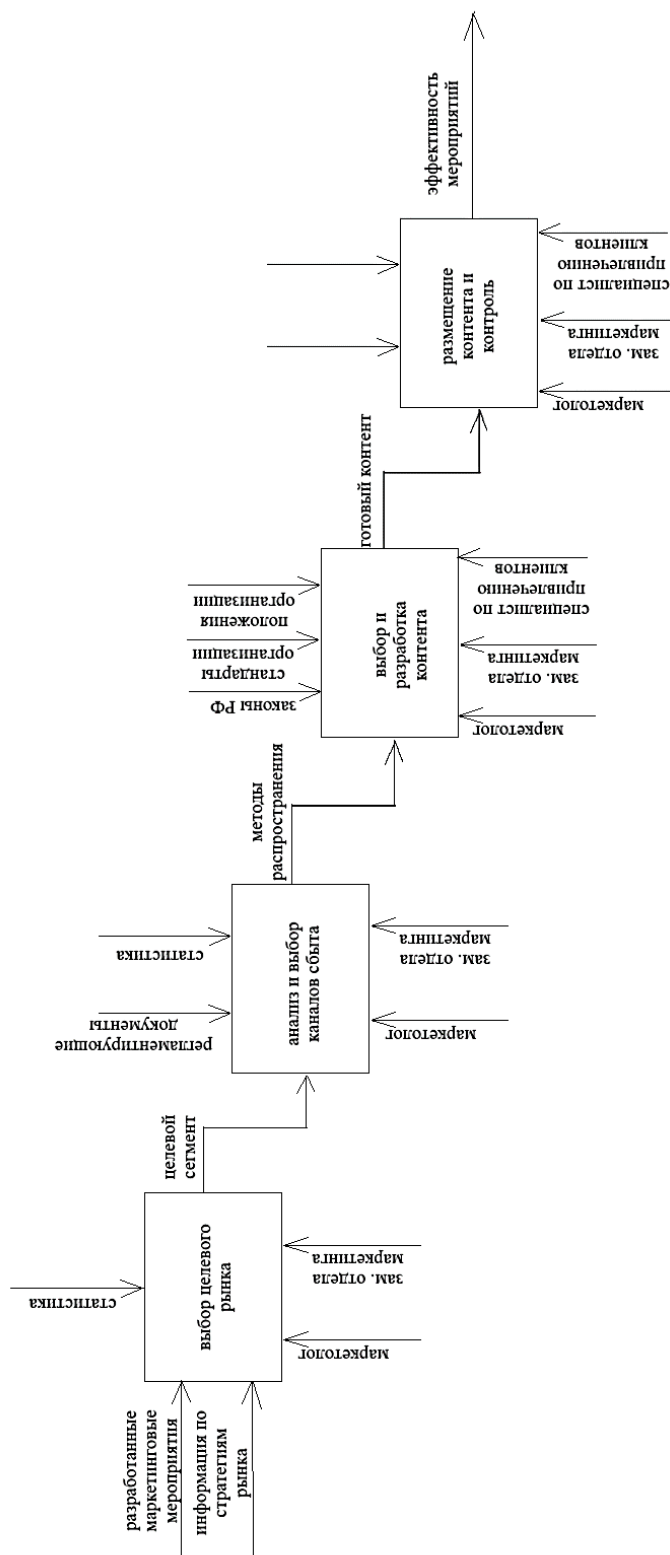 разработанные
маркетинговые
мероприятия
информация по
стратегиям
рынка
статистика
выбор целевого
рынка
маркетолог
зам. отдела
маркетинга
целевой
сегмент
регламентирующие
документы
статистика
анализ и выбор
каналов сбыта
маркетолог
зам. отдела
маркетинга
методы
распространения
законы РФ
стандарты
организации
положения
организации
выбор и
разработка
контента
маркетолог
зам. отдела
маркетинга
специалист по
привлечению
клиентов
готовый контент
размещение
контента и
контроль
маркетолог
зам. отдела
маркетинга
специалист по
привлечению
клиентов
эффективность
мероприятий